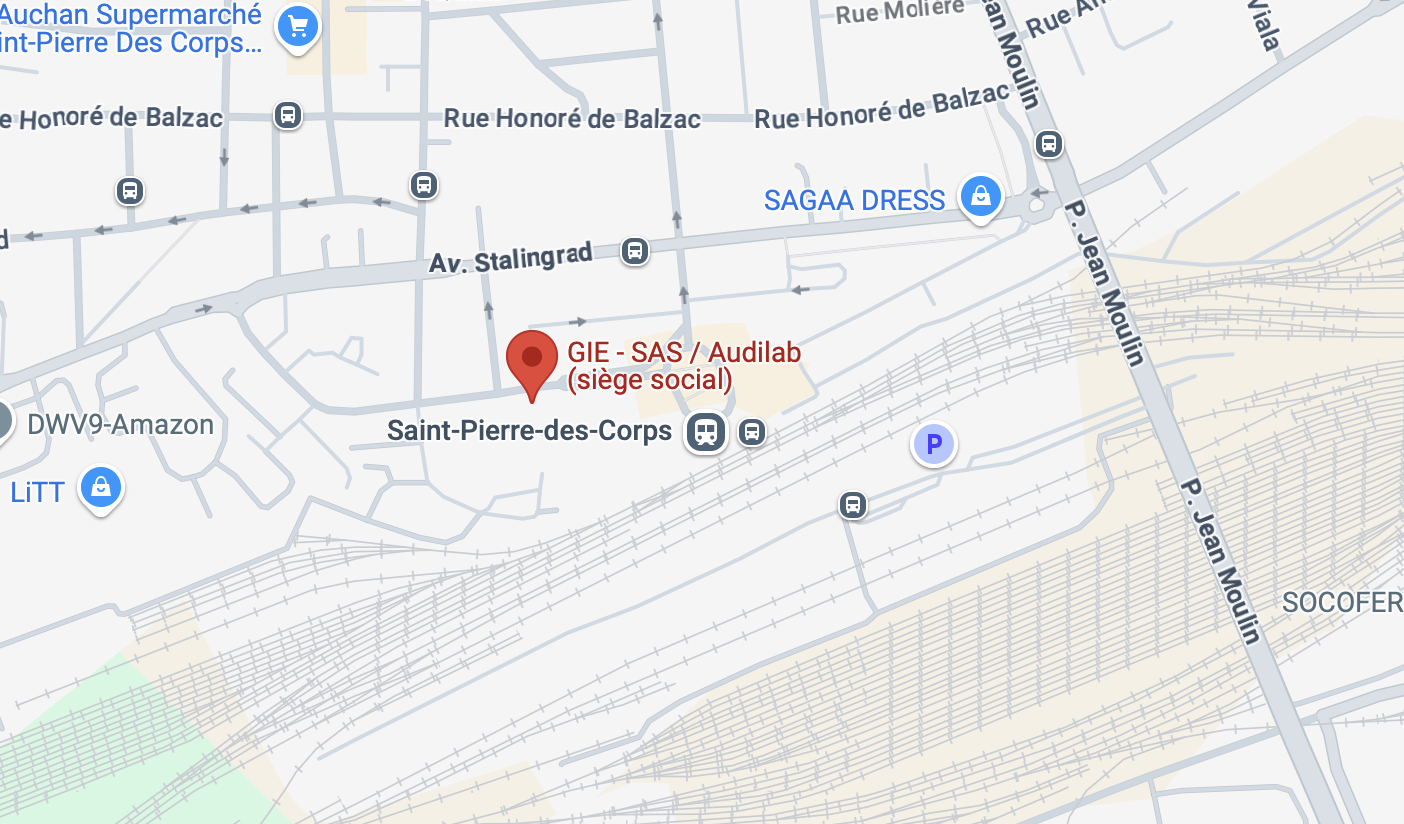 Auchan Supermarché
int-Pierre Des Corps...
Rue Molière
Jean Moulin
Viala
e Honoré de Balzac
Rue Honoré de Balzac
Rue Honoré de Balzac
SAGAA DRESS
Av. Stalingrad
P. Jean Moulin
GIE - SAS / Audilab
(siège social)
DWV9-Amazon
Saint-Pierre-des-Corps
P
LiTT
P. Jean Moulin
SOCOFER